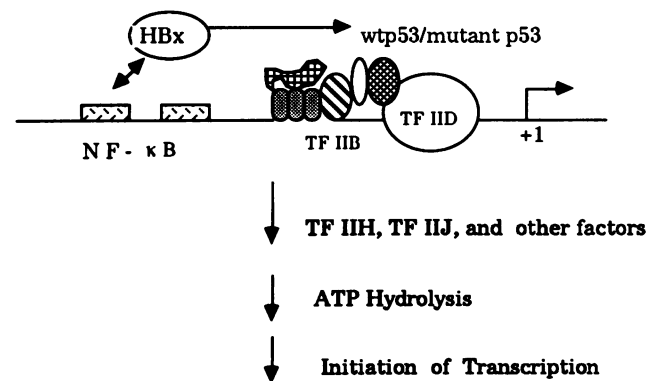 HBx
wtp53/mutant p53
TF IID
TF IIB
+1
NF- κB
TF IIH, TF IIJ, and other factors
ATP Hydrolysis
Initiation of Transcription